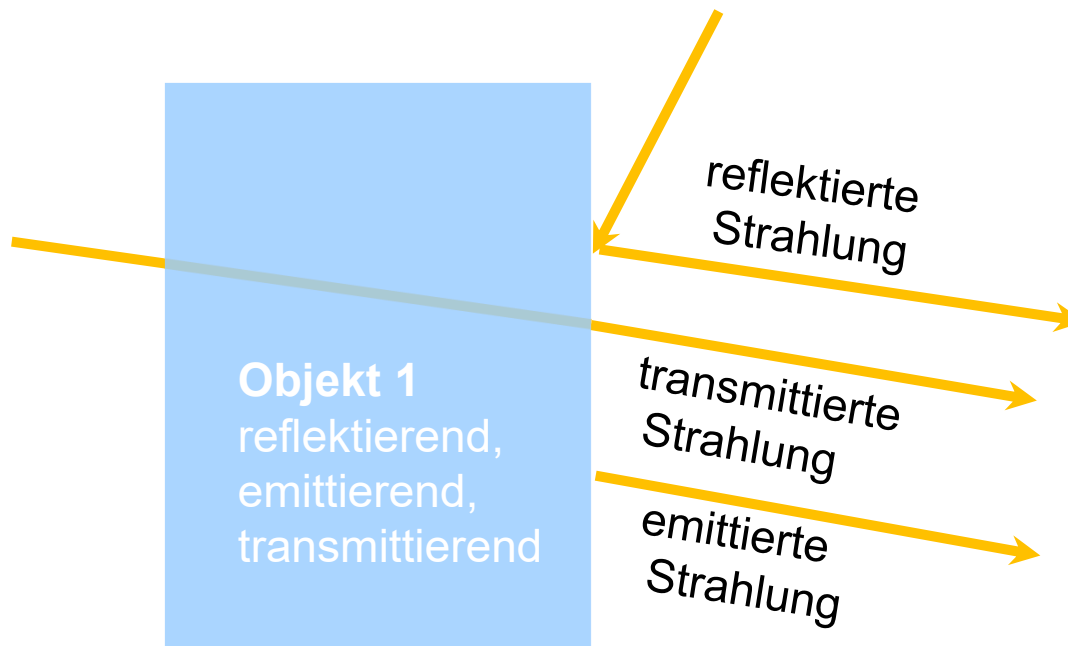 reflektierte
Strahlung
Objekt 1
reflektierend,
emittierend,
transmittierend
transmittierte
Strahlung
emittierte
Strahlung